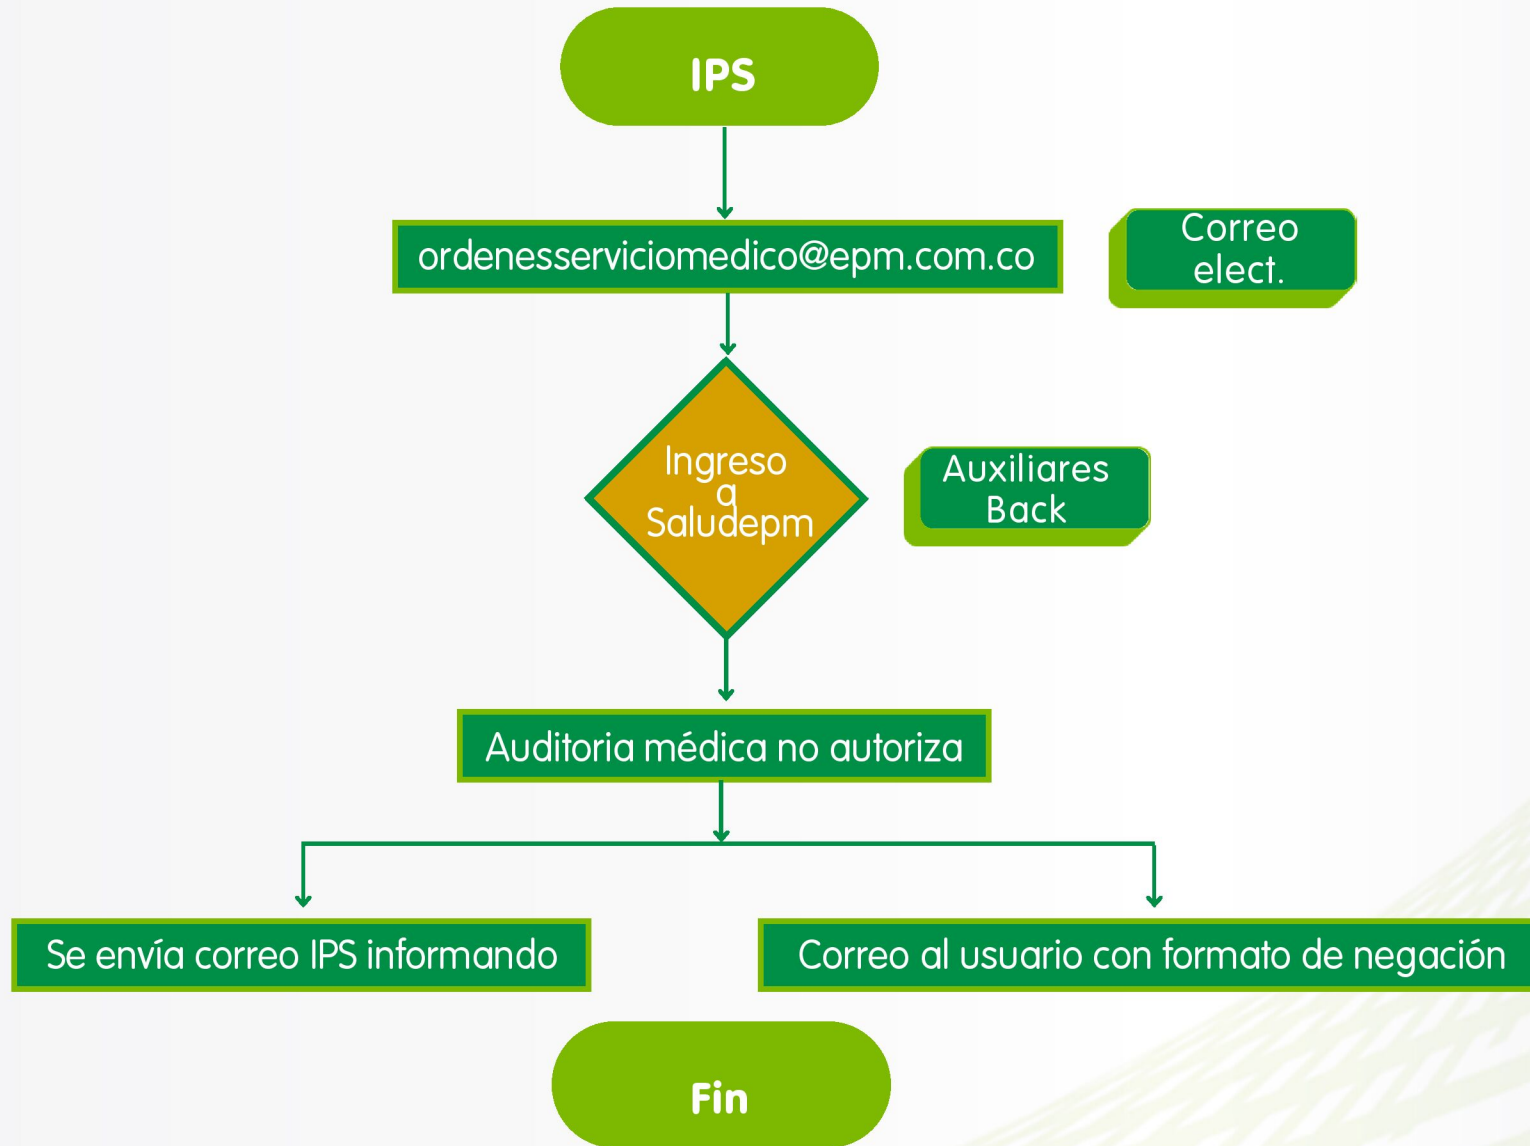 IPS
ordenesserviciomedico@epm.com.co
Correo
elect.
Ingreso
a
Saludepm
Auxiliares
Back
Auditoria médica no autoriza
Se envía correo IPS informando
Correo al usuario con formato de negación
Fin